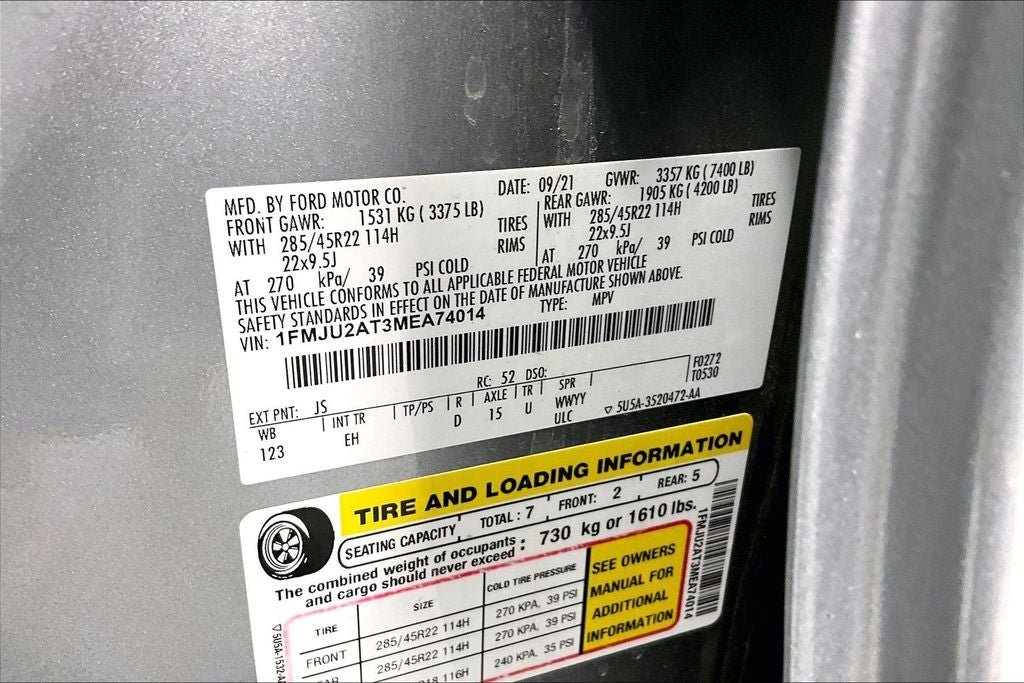 MFD. BY FORD MOTOR CO. DATE: 09/21 GVWR: 3357 KG ( 7400 LB)
FRONT GAWR: 1531 KG ( 3375 LB) REAR GAWR: 1905 KG ( 4200 LB)
WITH 285/45R22 114H TIRES WITH 285/45R22 114H TIRES
22x9.5J RIMS 22x9.5J RIMS
AT 270 kPa/ 39 PSI COLD AT 270 kPa/ 39 PSI COLD
THIS VEHICLE CONFORMS TO ALL APPLICABLE FEDERAL MOTOR VEHICLE
SAFETY STANDARDS IN EFFECT ON THE DATE OF MANUFACTURE SHOWN ABOVE.
VIN: 1FMJU2AT3MEA74014 TYPE: MPV
F0272
T0530
EXT PNT: JS RC: 52 DSO:
WB INT TR TP/PS R AXLE TR SPR
123 EH D 15 U WWYY
ULC ▽ 5U5A-3520472-AA
TIRE AND LOADING INFORMATION
SEATING CAPACITY TOTAL : 7 FRONT: 2 REAR: 5
The combined weight of occupants
and cargo should never exceed : 730 kg or 1610 lbs.
TIRE SIZE COLD TIRE PRESSURE
FRONT 285/45R22 114H 270 KPA, 39 PSI
285/45R22 114H 270 KPA, 39 PSI
116H 240 KPA, 35 PSI
SEE OWNERS
MANUAL FOR
ADDITIONAL
INFORMATION
1FMJU2AT3MEA74014